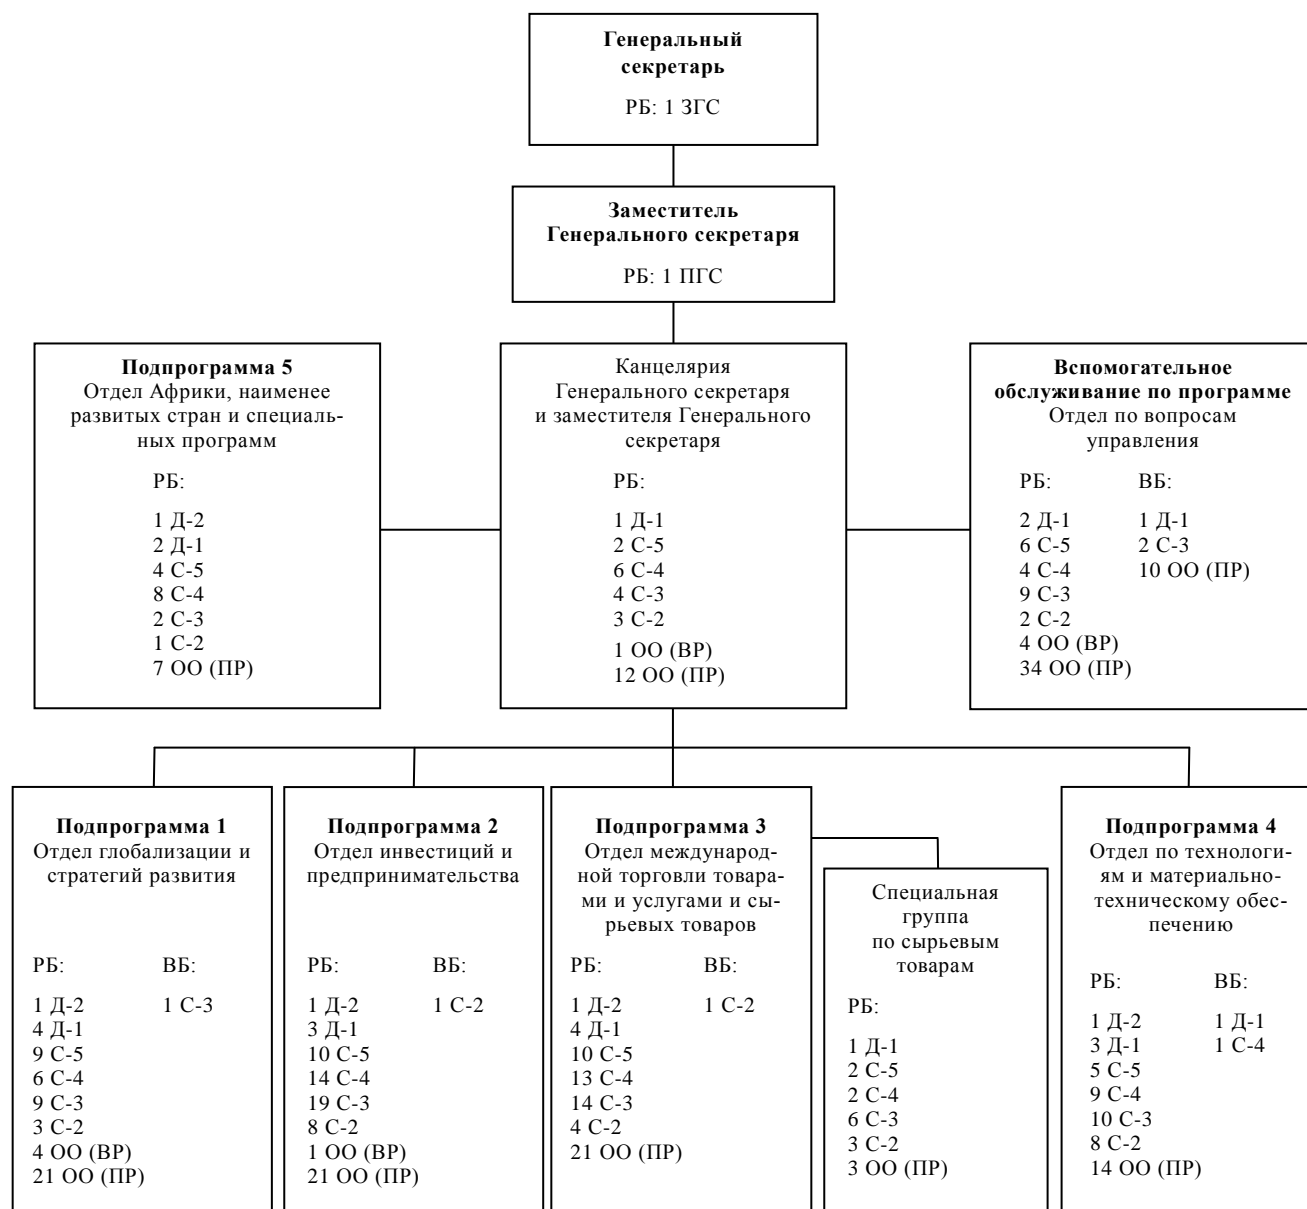 Генеральный
секретарь
РБ: 1 ЗГС
Заместитель
Генерального секретаря
РБ: 1 ПГС
Подпрограмма 5
Отдел Африки, наименее
развитых стран и специаль-
ных программ
РБ:
1 Д-2
2 Д-1
4 С-5
8 С-4
2 С-3
1 С-2
7 ОО (ПР)
Канцелярия
Генерального секретаря
и заместителя Генерального
секретаря
РБ:
1 Д-1
2 С-5
6 С-4
4 С-3
3 С-2
1 ОО (ВР)
12 ОО (ПР)
Вспомогательное
обслуживание по программе
Отдел по вопросам
управления
РБ: ВБ:
2 Д-1 1 Д-1
6 С-5 2 С-3
4 С-4 10 ОО (ПР)
9 С-3
2 С-2
4 ОО (ВР)
34 ОО (ПР)
Подпрограмма 1
Отдел глобализации и
стратегий развития
РБ: ВБ:
1 Д-2 1 С-3
4 Д-1
9 С-5
6 С-4
9 С-3
3 С-2
4 ОО (ВР)
21 ОО (ПР)
Подпрограмма 2
Отдел инвестиций и
предпринимательства
РБ: ВБ:
1 Д-2 1 С-2
3 Д-1
10 С-5
14 С-4
19 С-3
8 С-2
1 ОО (ВР)
21 ОО (ПР)
Подпрограмма 3
Отдел международ-
ной торговли товара-
ми и услугами и сы-
рьевых товаров
РБ: ВБ:
1 Д-2 1 С-2
4 Д-1
10 С-5
13 С-4
14 С-3
4 С-2
21 ОО (ПР)
Специальная
группа
по сырьевым
товарам
РБ:
1 Д-1
2 С-5
2 С-4
6 С-3
3 С-2
3 ОО (ПР)
Подпрограмма 4
Отдел по технологи-
ям и материально-
техническому обес-
печению
РБ: ВБ:
1 Д-2 1 Д-1
3 Д-1 1 С-4
5 С-5
9 С-4
10 С-3
8 С-2
14 ОО (ПР)